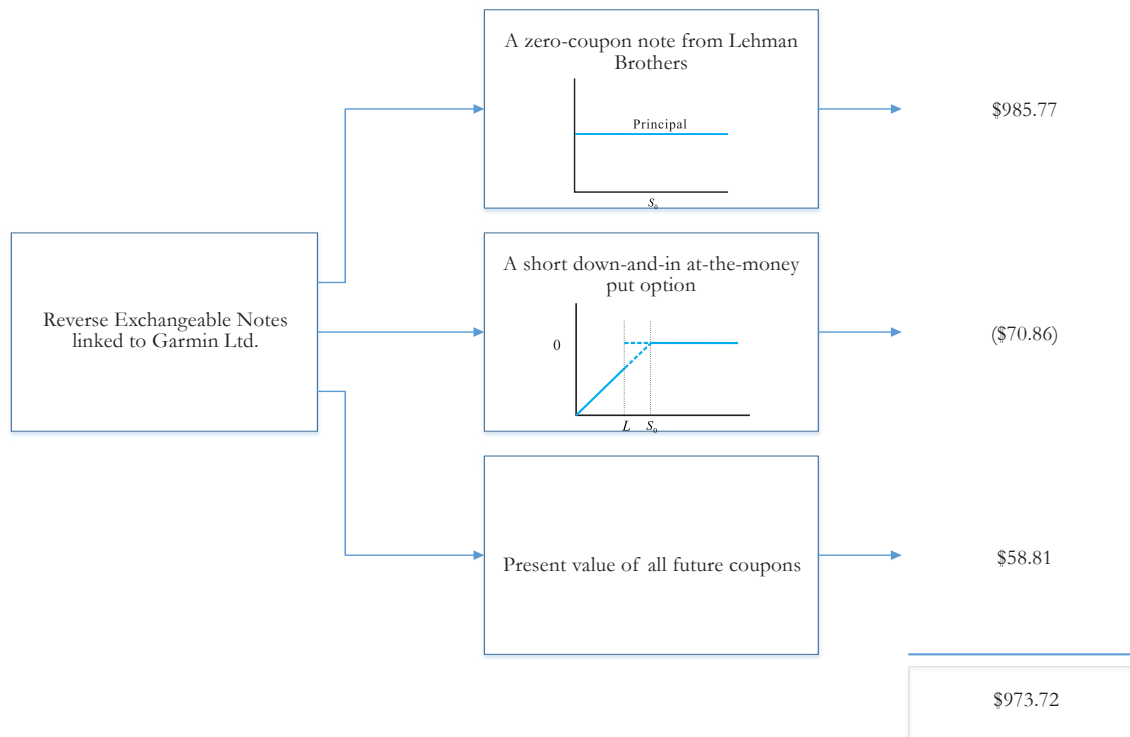 A zero-coupon note from Lehman
Brothers
Principal
S₀
$985.77
Reverse Exchangeable Notes
linked to Garmin Ltd.
A short down-and-in at-the-money
put option
0
L S₀
($70.86)
Present value of all future coupons
$58.81
$973.72